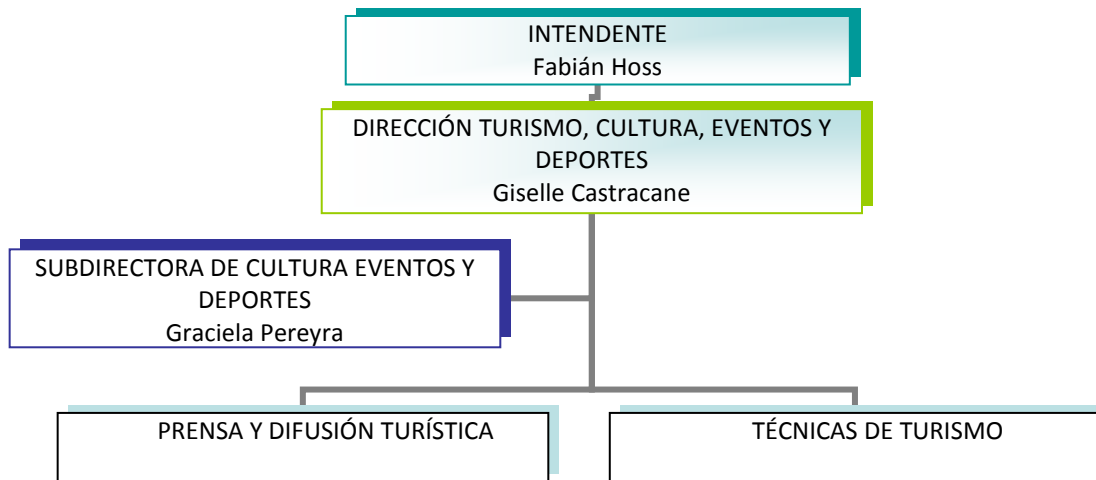 INTENDENTE
Fabián Hoss
DIRECCIÓN TURISMO, CULTURA, EVENTOS Y
DEPORTES
Giselle Castracane
SUBDIRECTORA DE CULTURA EVENTOS Y
DEPORTES
Graciela Pereyra
PRENSA Y DIFUSIÓN TURÍSTICA
TÉCNICAS DE TURISMO